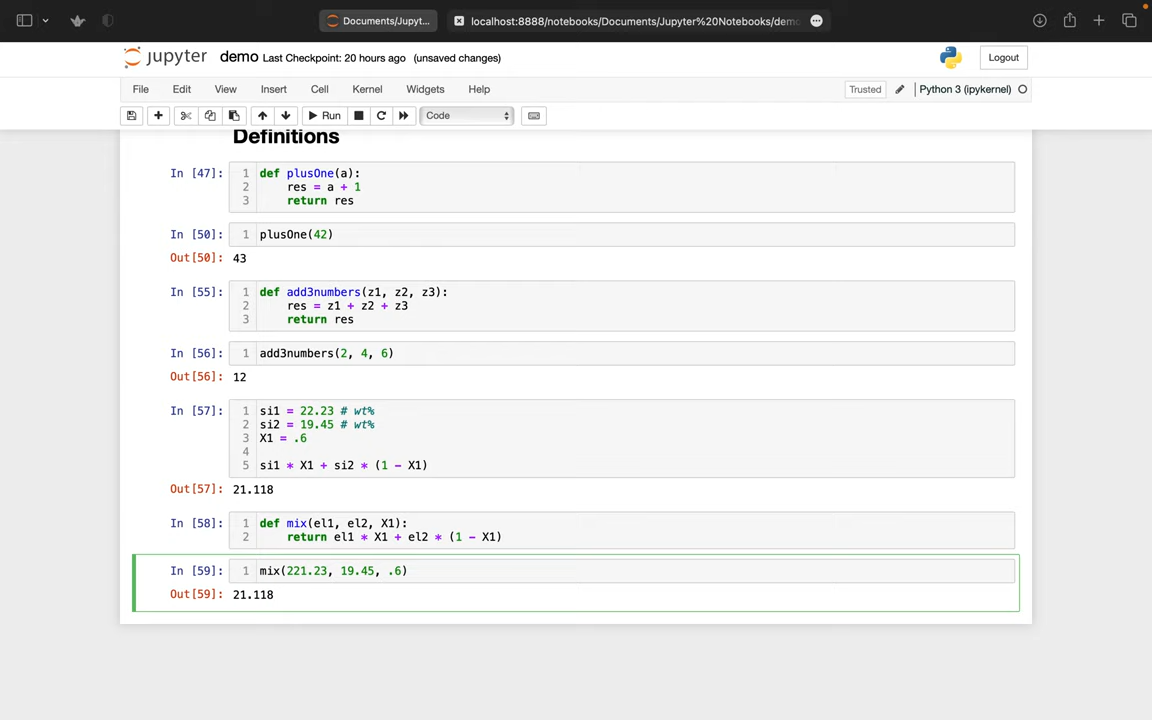 Documents/Jupyt...
localhost:8888/notebooks/Documents/Jupyter%20Notebooks/demo
jupyter demo Last Checkpoint: 20 hours ago (unsaved changes)
Logout
File Edit View Insert Cell Kernel Widgets Help
Trusted Python 3 (ipykernel)
Run Code
Definitions
In [47]: 1 def plusOne(a):
2 res = a + 1
3 return res
In [50]: 1 plusOne(42)
Out[50]: 43
In [55]: 1 def add3numbers(z1, z2, z3):
2 res = z1 + z2 + z3
3 return res
In [56]: 1 add3numbers(2, 4, 6)
Out[56]: 12
In [57]: 1 si1 = 22.23 # wt%
2 si2 = 19.45 # wt%
3 X1 = .6
4
5 si1 * X1 + si2 * (1 - X1)
Out[57]: 21.118
In [58]: 1 def mix(el1, el2, X1):
2 return el1 * X1 + el2 * (1 - X1)
In [59]: 1 mix(221.23, 19.45, .6)
Out[59]: 21.118